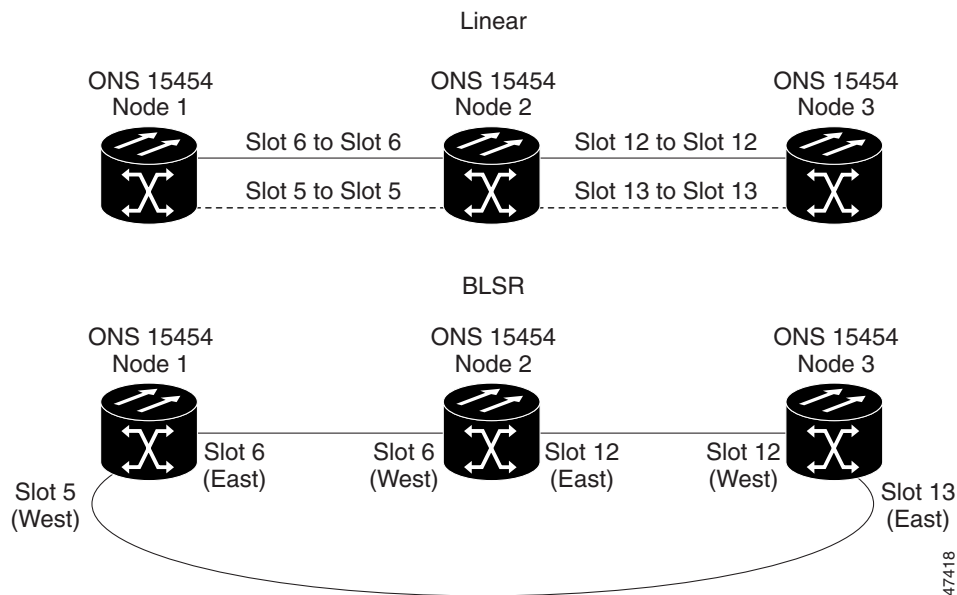 Linear
ONS 15454
Node 1
ONS 15454
Node 2
ONS 15454
Node 3
Slot 6 to Slot 6
Slot 12 to Slot 12
Slot 5 to Slot 5
Slot 13 to Slot 13
BLSR
ONS 15454
Node 1
ONS 15454
Node 2
ONS 15454
Node 3
Slot 6
(East)
Slot 6
(West)
Slot 12
(East)
Slot 12
(West)
Slot 5
(West)
Slot 13
(East)
47418